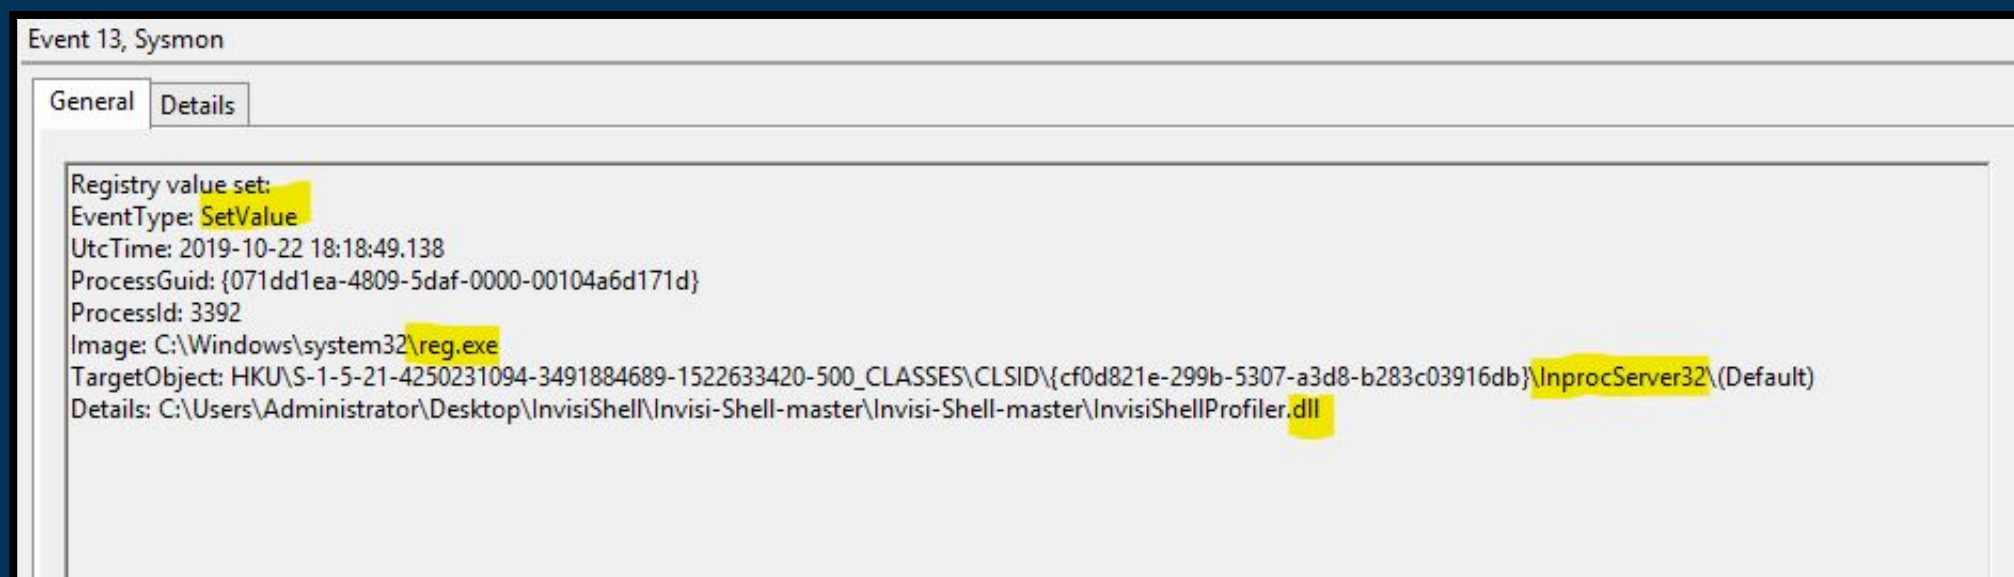 Event 13, Sysmon
General Details
Registry value set:
EventType: SetValue
UtcTime: 2019-10-22 18:18:49.138
ProcessGuid: {071dd1ea-4809-5daf-0000-00104a6d171d}
ProcessId: 3392
Image: C:\Windows\system32\reg.exe
TargetObject: HKU\S-1-5-21-4250231094-3491884689-1522633420-500_CLASSES\CLSID\{cf0d821e-299b-5307-a3d8-b283c03916db}\InprocServer32\(Default)
Details: C:\Users\Administrator\Desktop\InvisiShell\Invisi-Shell-master\Invisi-Shell-master\InvisiShellProfiler.dll